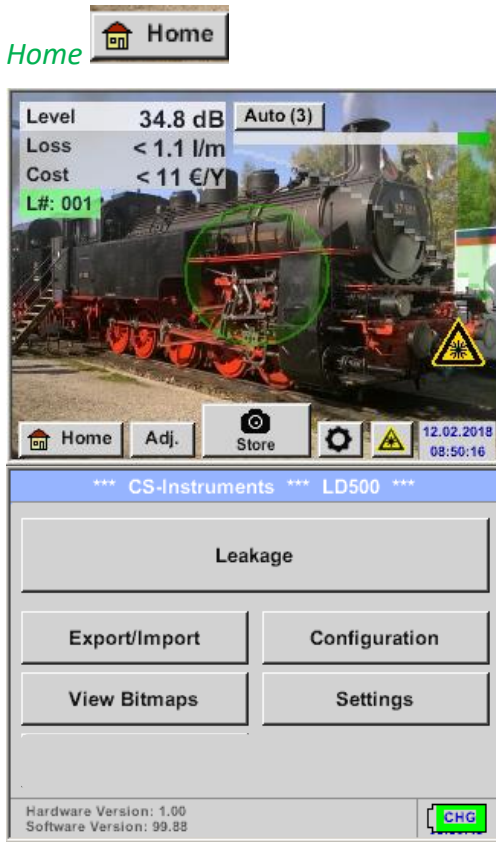 Home Home
Level 34.8 dB Auto (3)
Loss < 1.1 l/m
Cost < 11 €/Y
L#: 001
Home Adj. Store 12.02.2018
08:50:16
*** CS-Instruments *** LD500 ***
Leakage
Export/Import Configuration
View Bitmaps Settings
Hardware Version: 1.00
Software Version: 99.88
CHG